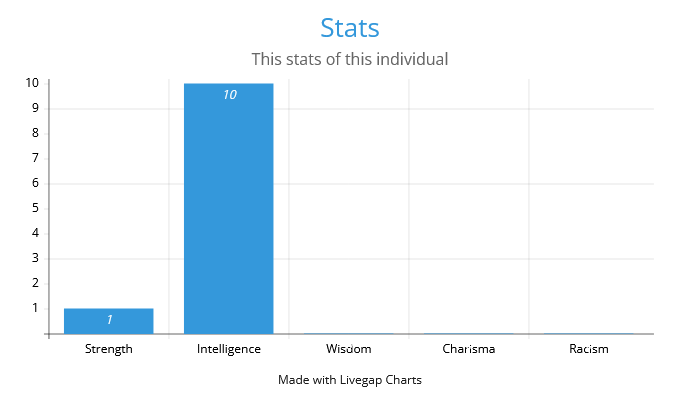 Stats
This stats of this individual
10
9
8
7
6
5
4
3
2
1
1
10
Strength
Intelligence
Wisdom
Charisma
Racism
Made with Livegap Charts